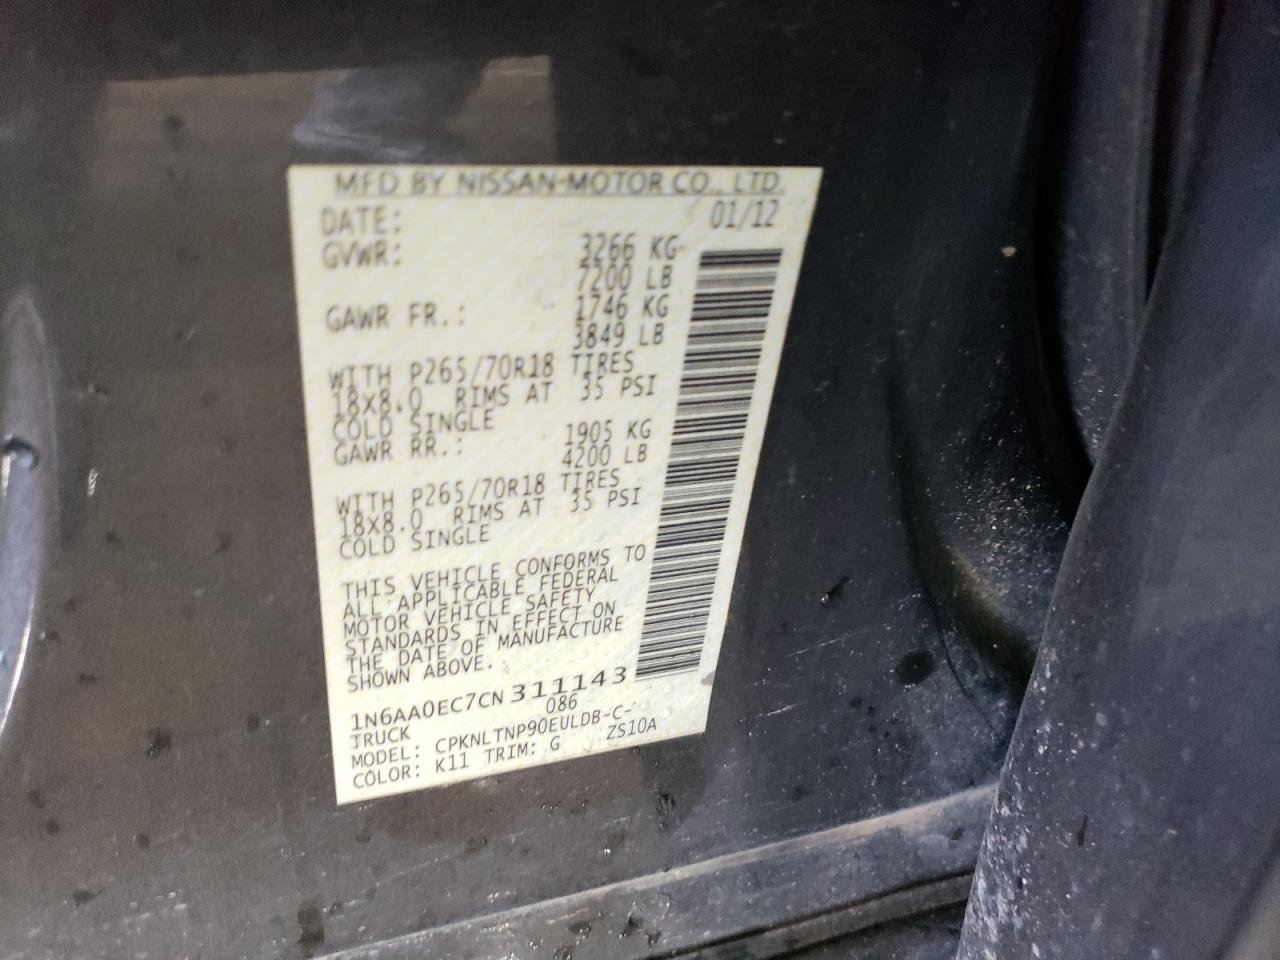 MFD BY NISSAN MOTOR CO., LTD.
DATE: 01/12
GVWR: 3266 KG
7200 LB
GAWR FR.: 1746 KG
3849 LB
WITH P265/70R18 TIRES
18X8.0 RIMS AT 35 PSI
COLD SINGLE
GAWR RR.: 1905 KG
4200 LB
WITH P265/70R18 TIRES
18X8.0 RIMS AT 35 PSI
COLD SINGLE
THIS VEHICLE CONFORMS TO
ALL APPLICABLE FEDERAL
MOTOR VEHICLE SAFETY
STANDARDS IN EFFECT ON
THE DATE OF MANUFACTURE
SHOWN ABOVE.
1N6AA0EC7CN311143
TRUCK 086
MODEL: CPKNLTNP90EULDB-C-
COLOR: K11 TRIM: G ZS10A